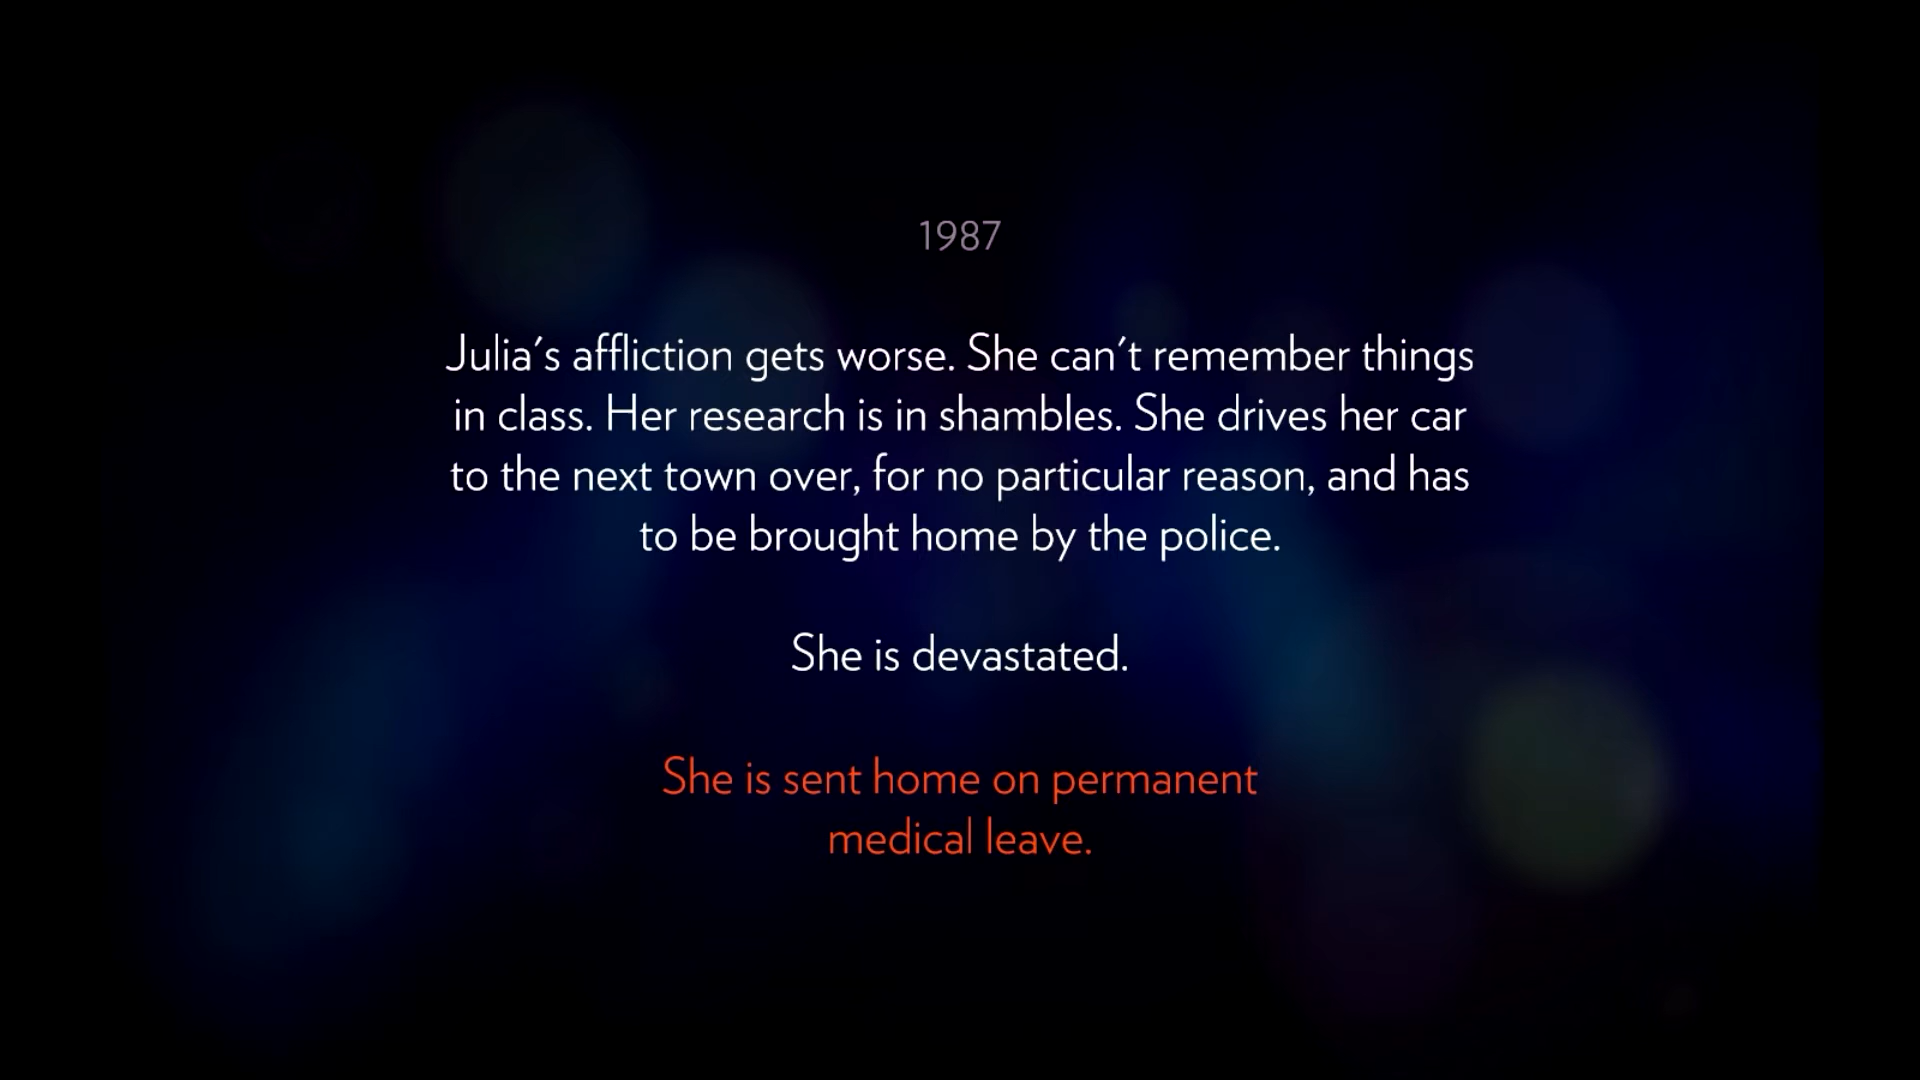 1987
Julia's affliction gets worse. She can't remember things
in class. Her research is in shambles. She drives her car
to the next town over, for no particular reason, and has
to be brought home by the police.
She is devastated.
She is sent home on permanent
medical leave.